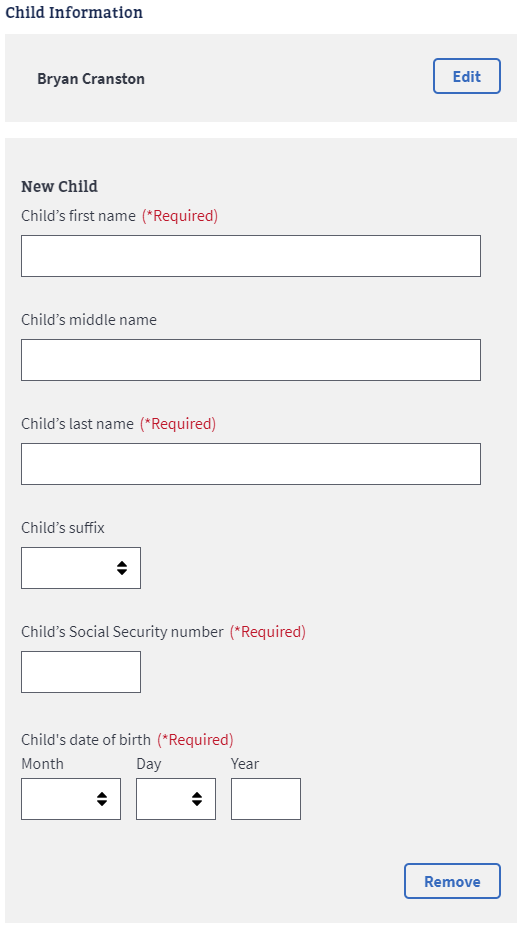 Child Information
Bryan Cranston
Edit
New Child
Child’s first name (*Required)
Child’s middle name
Child’s last name (*Required)
Child’s suffix
Child’s Social Security number (*Required)
Child's date of birth (*Required)
Month Day Year
Remove